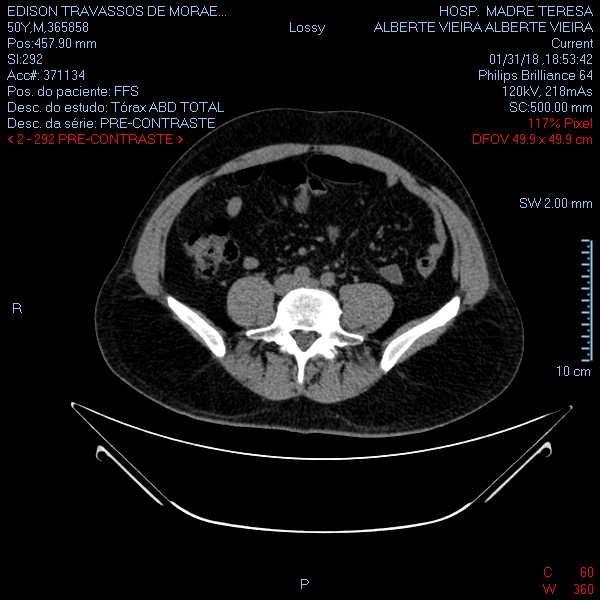 EDISON TRAVASSOS DE MORAE...
50Y,M,365858
Pos:457.90 mm
Sl:292
Acc#: 371134
Pos. do paciente: FFS
Desc. do estudo: Tórax ABD TOTAL
Desc. da série: PRE-CONTRASTE
< 2 - 292 PRE-CONTRASTE >
Lossy
HOSP. MADRE TERESA
ALBERTE VIEIRA ALBERTE VIEIRA
Current
01/31/18 ,18:53:42
Philips Brilliance 64
120kV, 218mAs
SC:500.00 mm
117% Pixel
DFOV 49.9 x 49.9 cm
SW 2.00 mm
R
10 cm
P
C 60
W 360